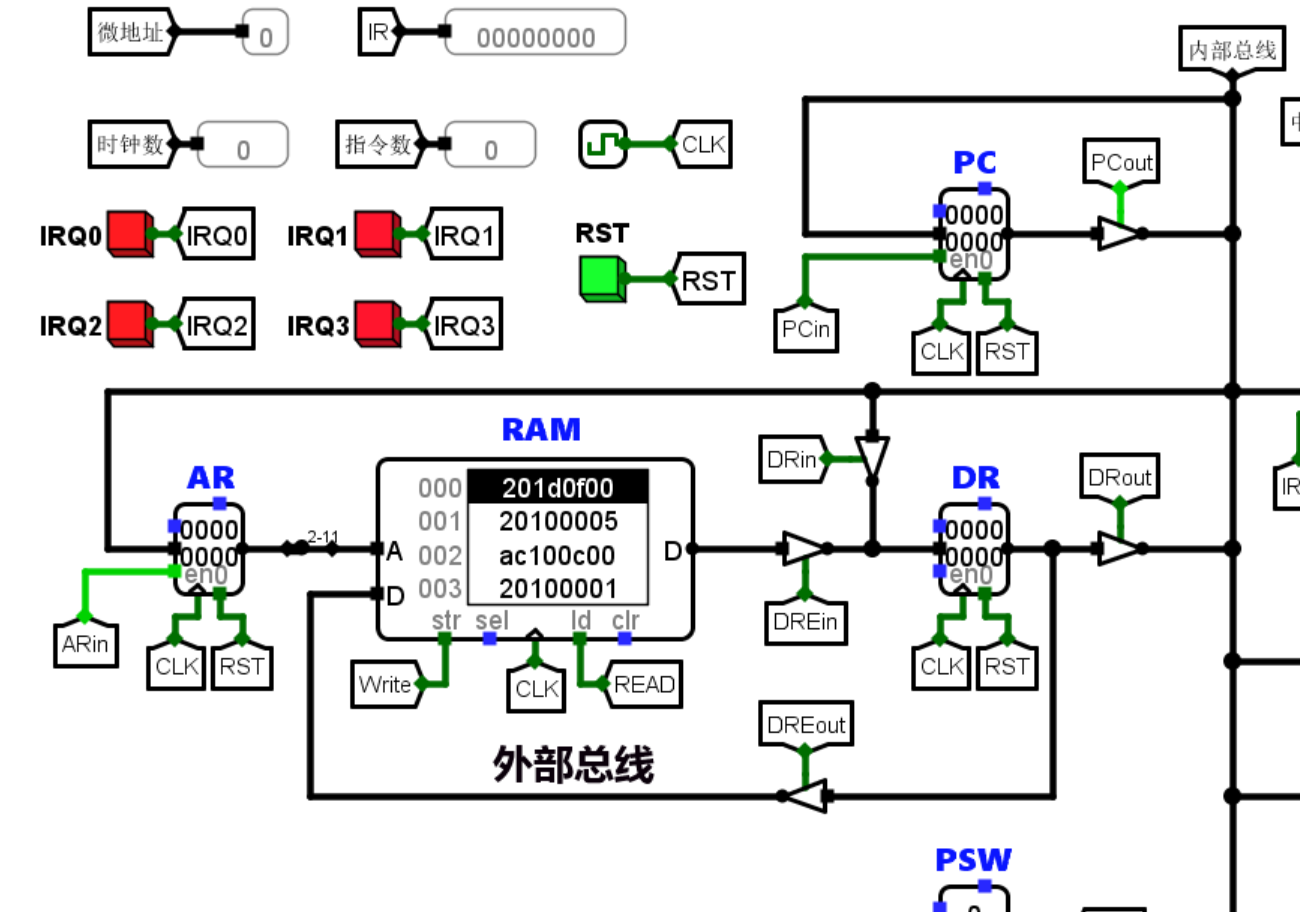 微地址 0 IR 00000000
内部总线
时钟数 0 指令数 0 CLK
PCout
PC
IRQ0 IRQ0 IRQ1 IRQ1 RST
0000
0000
en0
IRQ2 IRQ2 IRQ3 IRQ3 RST
PCin CLK RST
RAM
DRin
AR DR DRout
000 201d0f00
001 20100005
002 ac100c00
003 20100001
A
D
D
str sel ld clr
0000
0000
en0
0000
0000
en0
2-11
IR
ARin CLK RST
Write CLK READ
DREin
CLK RST
DREout
外部总线
PSW